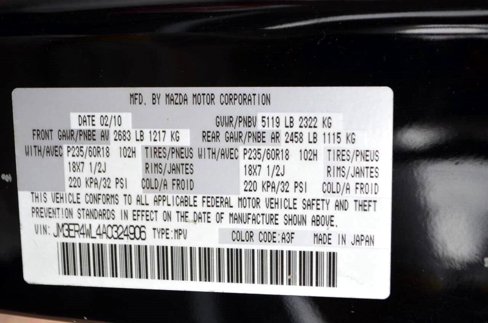 MFD. BY MAZDA MOTOR CORPORATION
DATE 02/10 GVWR/PNBV 5119 LB 2322 KG
FRONT GAWR/PNBE AV 2683 LB 1217 KG REAR GAWR/PNBE AR 2458 LB 1115 KG
WITH/AVEC P235/60R18 102H TIRES/PNEUS WITH/AVEC P235/60R18 102H TIRES/PNEUS
18X7 1/2J RIMS/JANTES 18X7 1/2J RIMS/JANTES
220 KPA/32 PSI COLD/A FROID 220 KPA/32 PSI COLD/A FROID
THIS VEHICLE CONFORMS TO ALL APPLICABLE FEDERAL MOTOR VEHICLE SAFETY AND THEFT
PREVENTION STANDARDS IN EFFECT ON THE DATE OF MANUFACTURE SHOWN ABOVE.
VIN: JM3ER4WL4A0324906 TYPE: MPV COLOR CODE: A3F MADE IN JAPAN